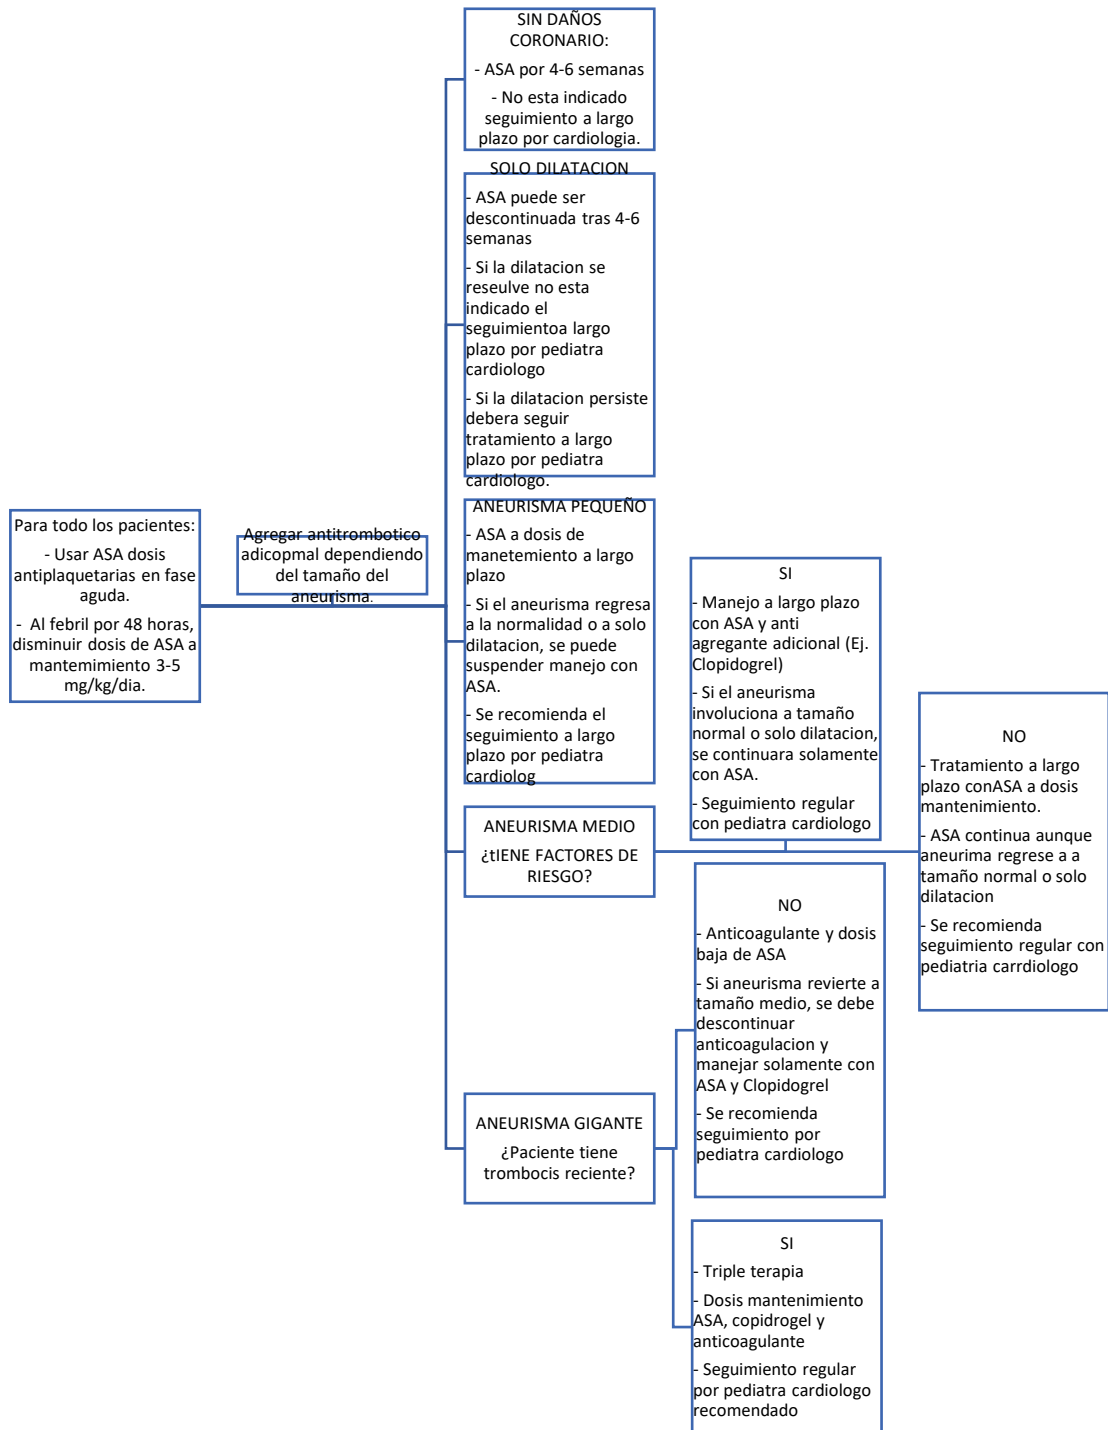 SIN DAÑOS
CORONARIO:
- ASA por 4-6 semanas
- No esta indicado
seguimiento a largo
plazo por cardiologia.
SOLO DILATACION
- ASA puede ser
descontinuada tras 4-6
semanas
- Si la dilatacion se
reseulve no esta
indicado el
seguimientoa largo
plazo por pediatra
cardiologo
- Si la dilatacion persiste
debera seguir
tratamiento a largo
plazo por pediatra
cardiologo.
Para todo los pacientes:
- Usar ASA dosis
antiplaquetarias en fase
aguda.
- Al febril por 48 horas,
disminuir dosis de ASA a
mantemimiento 3-5
mg/kg/dia.
Agregar antitrombotico
adicopmal dependiendo
del tamaño del
aneurisma.
ANEURISMA PEQUEÑO
- ASA a dosis de
manetemiento a largo
plazo
- Si el aneurisma regresa
a la normalidad o a solo
dilatacion, se puede
suspender manejo con
ASA.
- Se recomienda el
seguimiento a largo
plazo por pediatra
cardiolog
ANEURISMA MEDIO
¿tIENE FACTORES DE
RIESGO?
SI
- Manejo a largo plazo
con ASA y anti
agregante adicional (Ej.
Clopidogrel)
- Si el aneurisma
involuciona a tamaño
normal o solo dilatacion,
se continuara solamente
con ASA.
- Seguimiento regular
con pediatra cardiologo
NO
- Tratamiento a largo
plazo conASA a dosis
mantenimiento.
- ASA continua aunque
aneurima regrese a a
tamaño normal o solo
dilatacion
- Se recomienda
seguimiento regular con
pediatria carrdiologo
ANEURISMA GIGANTE
¿Paciente tiene
trombocis reciente?
NO
- Anticoagulante y dosis
baja de ASA
- Si aneurisma revierte a
tamaño medio, se debe
descontinuar
anticoagulacion y
manejar solamente con
ASA y Clopidogrel
- Se recomienda
seguimiento por
pediatra cardiologo
SI
- Triple terapia
- Dosis mantenimiento
ASA, copidrogel y
anticoagulante
- Seguimiento regular
por pediatra cardiologo
recomendado